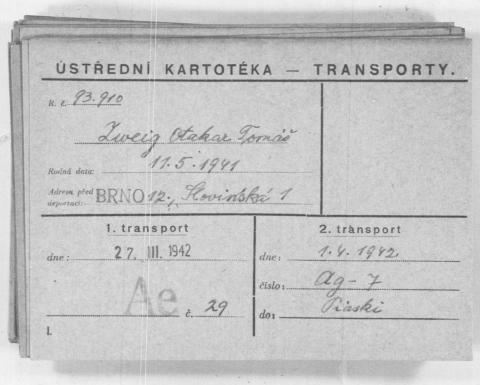 ÚSTŘEDNÍ KARTOTÉKA — TRANSPORTY.
R. č. 93.910
Zweig Otakar Tomáš
Rodná data: 11.5.1941
Adresa před deportací: BRNO 12., Slovinská 1
1. transport
dne: 27. III. 1942
Ae č. 29
2. transport
dne: 1.4.1942
číslo: Ag-7
do: Piaski
I.